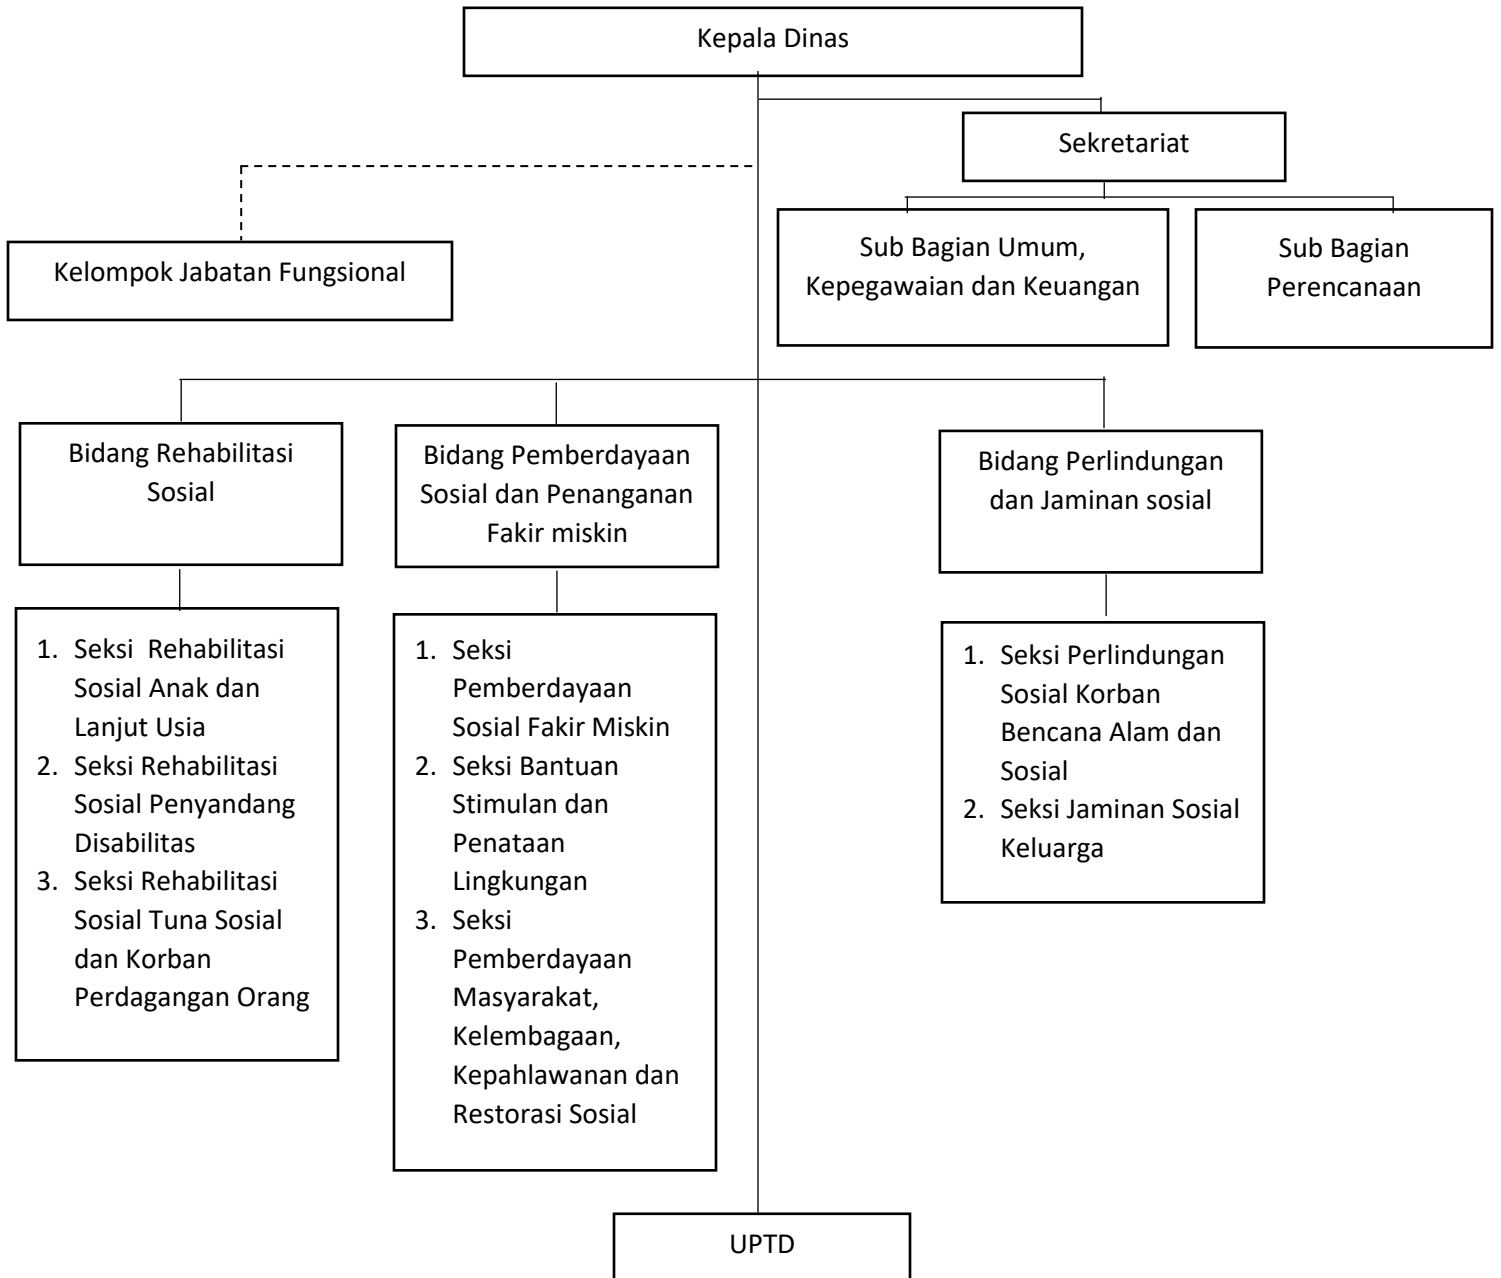 Kepala Dinas
Sekretariat
Sub Bagian Umum,
Kepegawaian dan Keuangan
Sub Bagian
Perencanaan
Kelompok Jabatan Fungsional
Bidang Rehabilitasi
Sosial
Bidang Pemberdayaan
Sosial dan Penanganan
Fakir miskin
Bidang Perlindungan
dan Jaminan sosial
1. Seksi  Rehabilitasi
Sosial Anak dan
Lanjut Usia
2. Seksi Rehabilitasi
Sosial Penyandang
Disabilitas
3. Seksi Rehabilitasi
Sosial Tuna Sosial
dan Korban
Perdagangan Orang
1. Seksi
Pemberdayaan
Sosial Fakir Miskin
2. Seksi Bantuan
Stimulan dan
Penataan
Lingkungan
3. Seksi
Pemberdayaan
Masyarakat,
Kelembagaan,
Kepahlawanan dan
Restorasi Sosial
1. Seksi Perlindungan
Sosial Korban
Bencana Alam dan
Sosial
2. Seksi Jaminan Sosial
Keluarga
UPTD